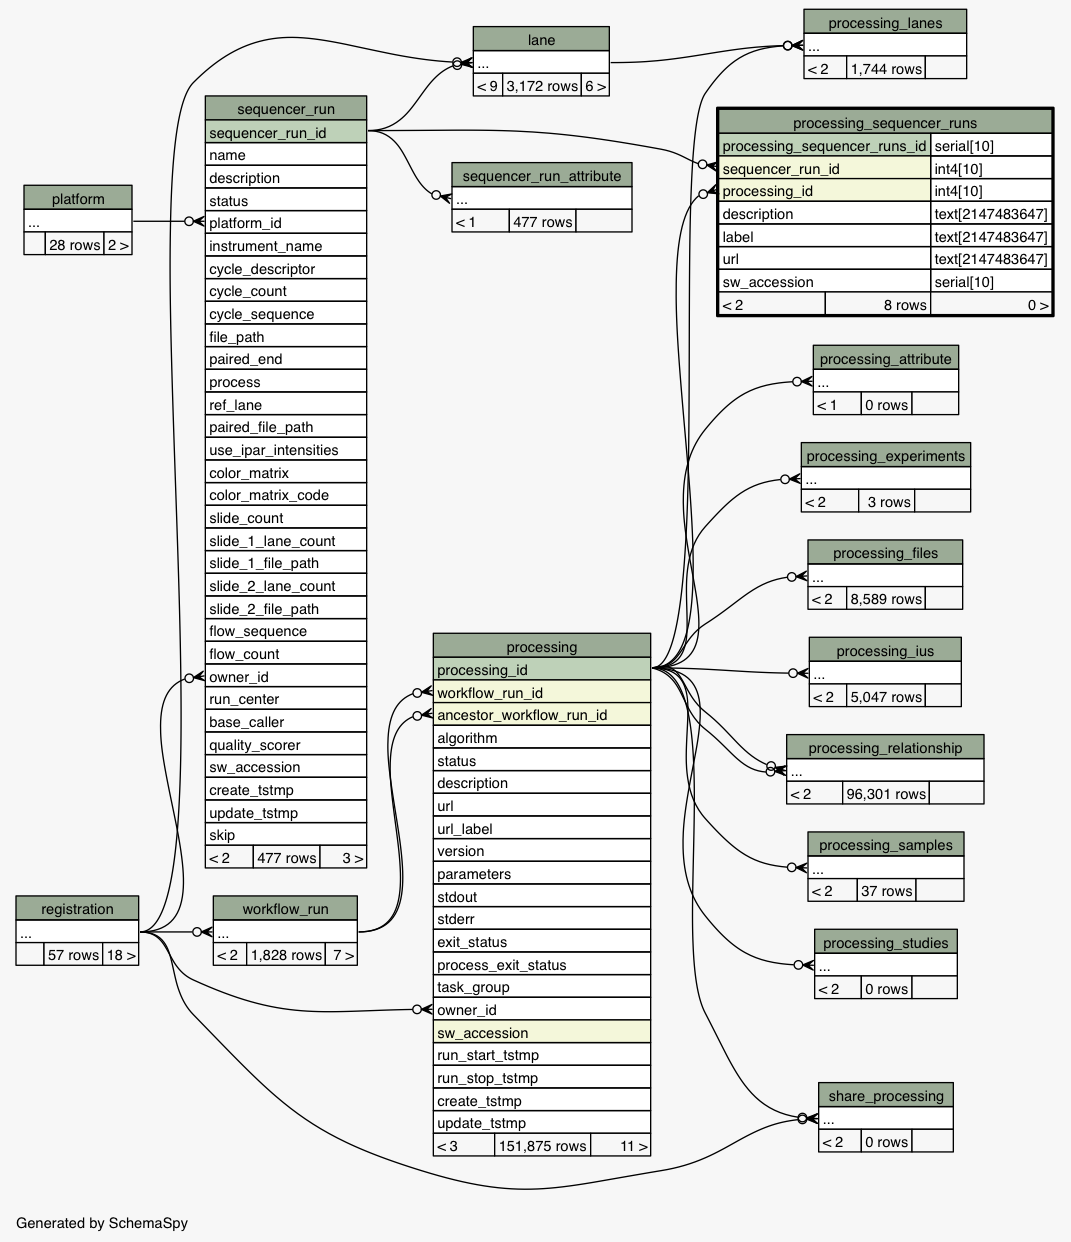 lane
...
< 9 3,172 rows 6 >
processing_lanes
...
< 2 1,744 rows
sequencer_run
sequencer_run_id
name
description
status
platform_id
instrument_name
cycle_descriptor
cycle_count
cycle_sequence
file_path
paired_end
process
ref_lane
paired_file_path
use_ipar_intensities
color_matrix
color_matrix_code
slide_count
slide_1_lane_count
slide_1_file_path
slide_2_lane_count
slide_2_file_path
flow_sequence
flow_count
owner_id
run_center
base_caller
quality_scorer
sw_accession
create_tstmp
update_tstmp
skip
< 2 477 rows 3 >
processing_sequencer_runs
processing_sequencer_runs_id serial[10]
sequencer_run_id int4[10]
processing_id int4[10]
description text[2147483647]
label text[2147483647]
url text[2147483647]
sw_accession serial[10]
< 2 8 rows 0 >
sequencer_run_attribute
...
< 1 477 rows
platform
...
28 rows 2 >
processing_attribute
...
< 1 0 rows
processing_experiments
...
< 2 3 rows
processing_files
...
< 2 8,589 rows
processing
processing_id
workflow_run_id
ancestor_workflow_run_id
algorithm
status
description
url
url_label
version
parameters
stdout
stderr
exit_status
process_exit_status
task_group
owner_id
sw_accession
run_start_tstmp
run_stop_tstmp
create_tstmp
update_tstmp
< 3 151,875 rows 11 >
processing_ius
...
< 2 5,047 rows
processing_relationship
...
< 2 96,301 rows
processing_samples
...
< 2 37 rows
registration
...
57 rows 18 >
workflow_run
...
< 2 1,828 rows 7 >
processing_studies
...
< 2 0 rows
share_processing
...
< 2 0 rows
Generated by SchemaSpy